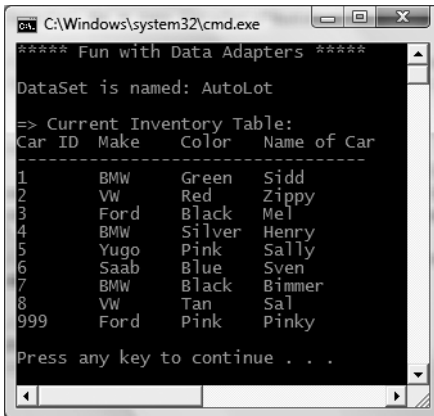 C:\Windows\system32\cmd.exe
***** Fun with Data Adapters *****
DataSet is named: AutoLot
=> Current Inventory Table:
Car ID Make Color Name of Car
----------------------------------
1 BMW Green Sidd
2 VW Red Zippy
3 Ford Black Mel
4 BMW Silver Henry
5 Yugo Pink Sally
6 Saab Blue Sven
7 BMW Black Bimmer
8 VW Tan Sal
999 Ford Pink Pinky
Press any key to continue . . .